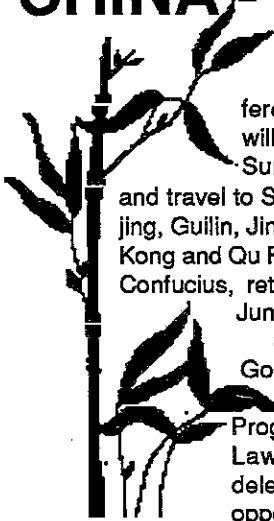 CHINA -
fere
will
Sur
and travel to S
jing, Guilin, Jin
Kong and Qu F
Confucius, ret
Jun
Go
Prog
Law
dele
oppo